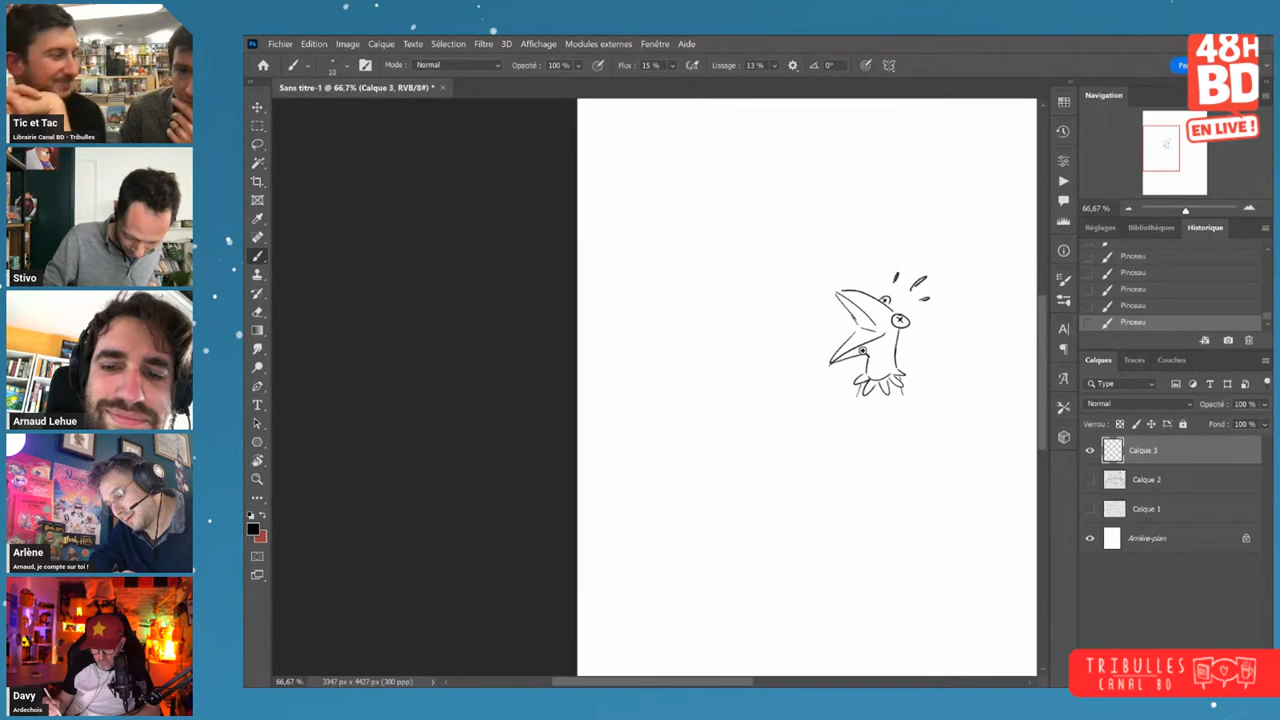 Tic et Tac
Librairie Canal BD - Tribulles
Stivo
Arnaud Lehue
Arlène
Arnaud, je compte sur toi !
Davy
Ardechois
Ps
Fichier Edition Image Calque Texte Sélection Filtre 3D Affichage Modules externes Fenêtre Aide
10
Mode : Normal
Opacité : 100 %
Flux : 15 %
Lissage : 13 %
0°
Sans titre-1 @ 66,7% (Calque 3, RVB/8#) *
66,67 %
3347 px x 4427 px (300 ppp)
48H
BD
EN LIVE !
Navigation
66,67 %
Réglages Bibliothèques Historique
Pinceau
Pinceau
Pinceau
Pinceau
Pinceau
Calques Tracés Couches
Type
Normal
Opacité : 100 %
Verrou :
Fond : 100 %
Calque 3
Calque 2
Calque 1
Arrière-plan
TRIBULLES
CANAL BD